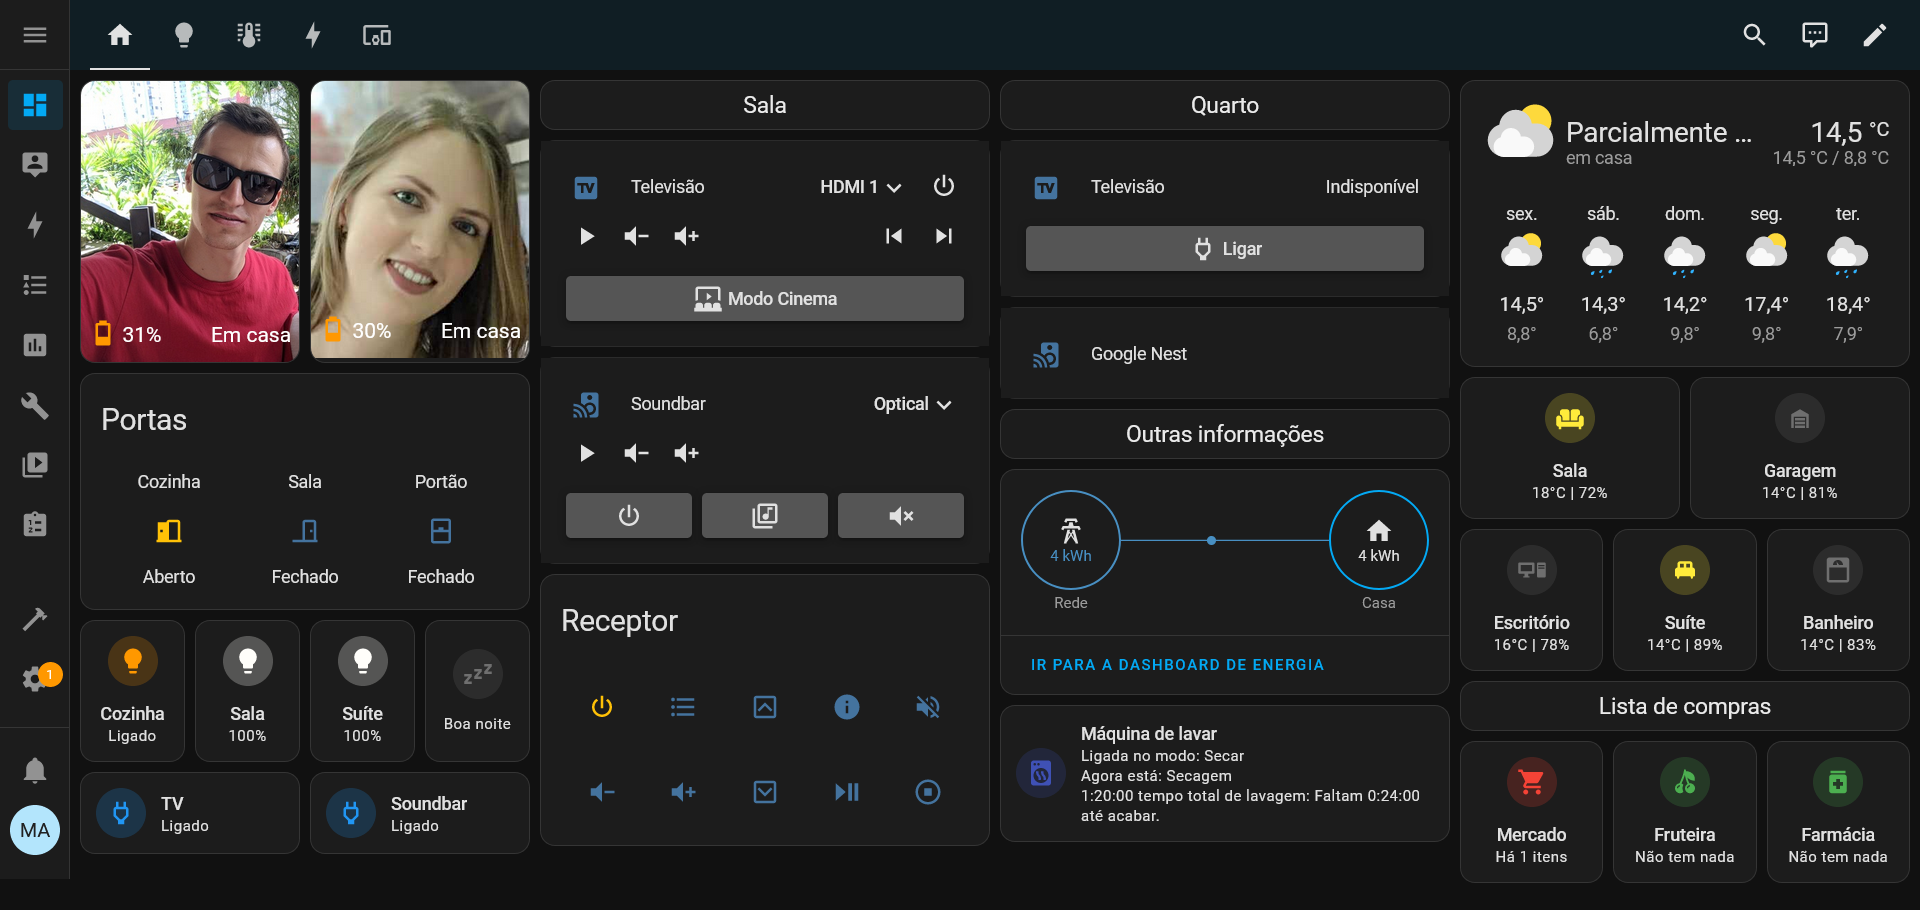 31%
Em casa
30%
Em casa
Portas
Cozinha
Sala
Portão
Aberto
Fechado
Fechado
Cozinha
Ligado
Sala
100%
Suíte
100%
zzz
Boa noite
TV
Ligado
Soundbar
Ligado
1
MA
Sala
TV
Televisão
HDMI 1
Modo Cinema
Soundbar
Optical
Receptor
Quarto
TV
Televisão
Indisponível
Ligar
Google Nest
Outras informações
4 kWh
Rede
4 kWh
Casa
IR PARA A DASHBOARD DE ENERGIA
Máquina de lavar
Ligada no modo: Secar
Agora está: Secagem
1:20:00 tempo total de lavagem: Faltam 0:24:00
até acabar.
Parcialmente ...
em casa
14,5 °C
14,5 °C / 8,8 °C
sex.
sáb.
dom.
seg.
ter.
14,5°
14,3°
14,2°
17,4°
18,4°
8,8°
6,8°
9,8°
9,8°
7,9°
Sala
18°C | 72%
Garagem
14°C | 81%
Escritório
16°C | 78%
Suíte
14°C | 89%
Banheiro
14°C | 83%
Lista de compras
Mercado
Há 1 itens
Fruteira
Não tem nada
Farmácia
Não tem nada